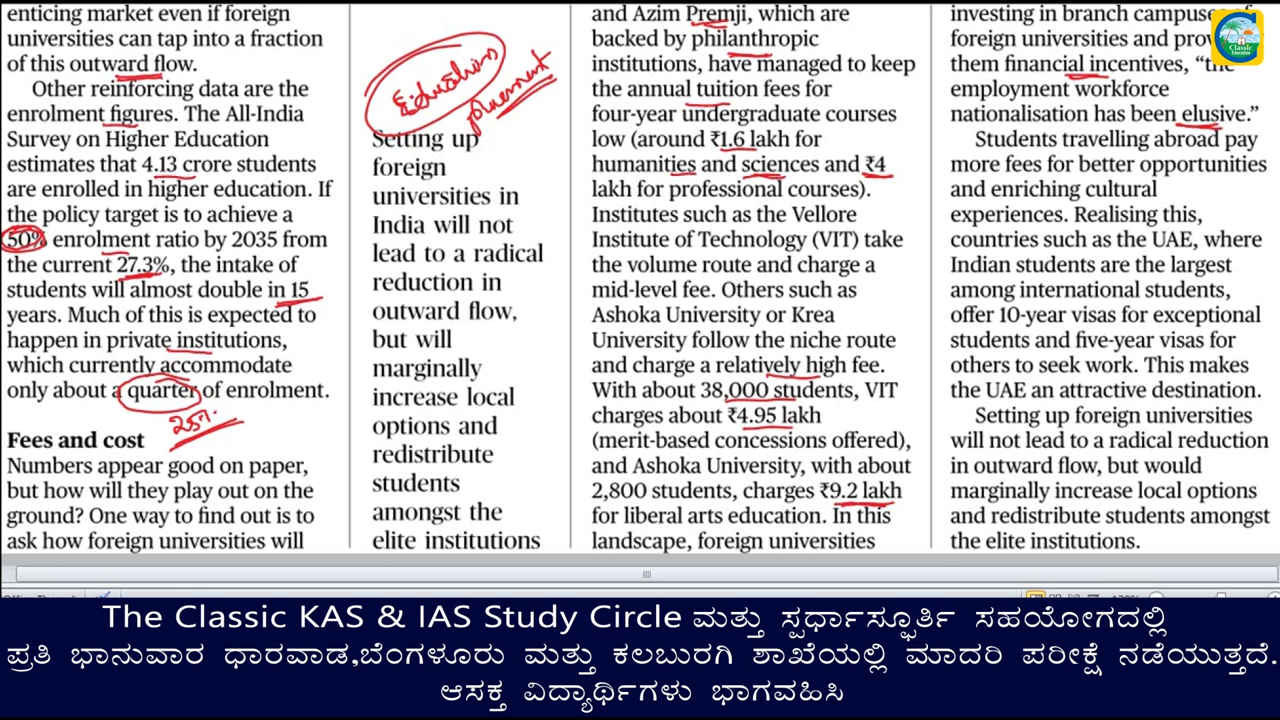 enticing market even if foreign
universities can tap into a fraction
of this outward flow.
Other reinforcing data are the
enrolment figures. The All-India
Survey on Higher Education
estimates that 4.13 crore students
are enrolled in higher education. If
the policy target is to achieve a
50% enrolment ratio by 2035 from
the current 27.3%, the intake of
students will almost double in 15
years. Much of this is expected to
happen in private institutions,
which currently accommodate
only about a quarter of enrolment.
25%
Fees and cost
Numbers appear good on paper,
but how will they play out on the
ground? One way to find out is to
ask how foreign universities will
Education
placement
Setting up
foreign
universities in
India will not
lead to a radical
reduction in
outward flow,
but will
marginally
increase local
options and
redistribute
students
amongst the
elite institutions
and Azim Premji, which are
backed by philanthropic
institutions, have managed to keep
the annual tuition fees for
four-year undergraduate courses
low (around ₹1.6 lakh for
humanities and sciences and ₹4
lakh for professional courses).
Institutes such as the Vellore
Institute of Technology (VIT) take
the volume route and charge a
mid-level fee. Others such as
Ashoka University or Krea
University follow the niche route
and charge a relatively high fee.
With about 38,000 students, VIT
charges about ₹4.95 lakh
(merit-based concessions offered),
and Ashoka University, with about
2,800 students, charges ₹9.2 lakh
for liberal arts education. In this
landscape, foreign universities
investing in branch campuses of
foreign universities and
them financial incentives, “the
employment workforce
nationalisation has been elusive.”
Students travelling abroad pay
more fees for better opportunities
and enriching cultural
experiences. Realising this,
countries such as the UAE, where
Indian students are the largest
among international students,
offer 10-year visas for exceptional
students and five-year visas for
others to seek work. This makes
the UAE an attractive destination.
Setting up foreign universities
will not lead to a radical reduction
in outward flow, but would
marginally increase local options
and redistribute students amongst
the elite institutions.
Classic
Education
The Classic KAS & IAS Study Circle ಮತ್ತು ಸ್ಪರ್ಧಾಸ್ಫೂರ್ತಿ ಸಹಯೋಗದಲ್ಲಿ
ಪ್ರತಿ ಭಾನುವಾರ ಧಾರವಾಡ,ಬೆಂಗಳೂರು ಮತ್ತು ಕಲಬುರಗಿ ಶಾಖೆಯಲ್ಲಿ ಮಾದರಿ ಪರೀಕ್ಷೆ ನಡೆಯುತ್ತದೆ.
ಆಸಕ್ತ ವಿದ್ಯಾರ್ಥಿಗಳು ಭಾಗವಹಿಸಿ